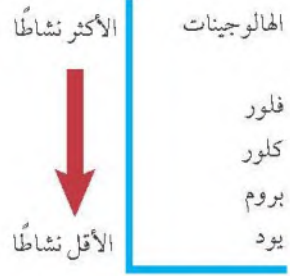 الهالوجينات
فلور
كلور
بروم
يود
الأكثر نشاطًا
الأقل نشاطًا